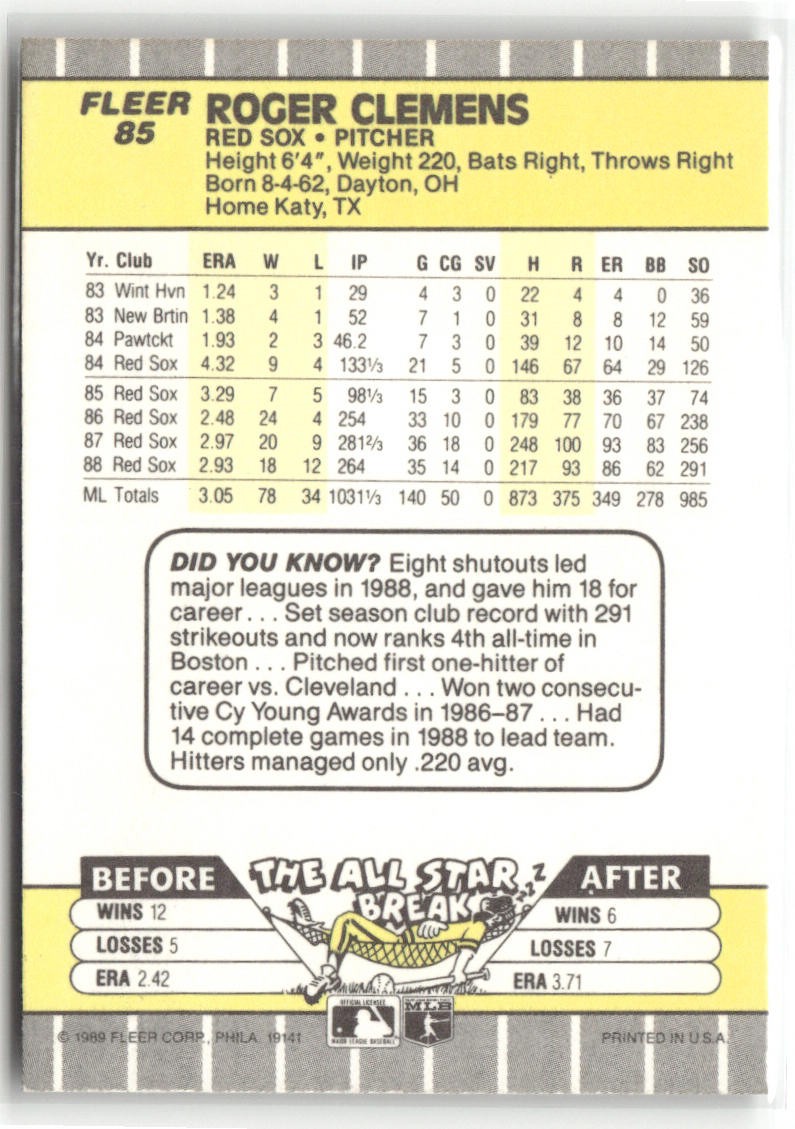 FLEER
85
ROGER CLEMENS
RED SOX • PITCHER
Height 6'4", Weight 220, Bats Right, Throws Right
Born 8-4-62, Dayton, OH
Home Katy, TX
Yr. Club ERA W L IP G CG SV H R ER BB SO
83 Wint Hvn 1.24 3 1 29 4 3 0 22 4 4 0 36
83 New Brtin 1.38 4 1 52 7 1 0 31 8 8 12 59
84 Pawtckt 1.93 2 3 46.2 7 3 0 39 12 10 14 50
84 Red Sox 4.32 9 4 133⅓ 21 5 0 146 67 64 29 126
85 Red Sox 3.29 7 5 98⅓ 15 3 0 83 38 36 37 74
86 Red Sox 2.48 24 4 254 33 10 0 179 77 70 67 238
87 Red Sox 2.97 20 9 281⅔ 36 18 0 248 100 93 83 256
88 Red Sox 2.93 18 12 264 35 14 0 217 93 86 62 291
ML Totals 3.05 78 34 1031⅓ 140 50 0 873 375 349 278 985
DID YOU KNOW? Eight shutouts led
major leagues in 1988, and gave him 18 for
career . . . Set season club record with 291
strikeouts and now ranks 4th all-time in
Boston . . . Pitched first one-hitter of
career vs. Cleveland . . . Won two consecu-
tive Cy Young Awards in 1986–87 . . . Had
14 complete games in 1988 to lead team.
Hitters managed only .220 avg.
THE ALL STAR
BREAK
ZZZ
BEFORE
WINS 12
LOSSES 5
ERA 2.42
AFTER
WINS 6
LOSSES 7
ERA 3.71
OFFICIAL LICENSEE
MAJOR LEAGUE BASEBALL
MLB
© 1989 FLEER CORP., PHILA. 19141
PRINTED IN U.S.A.